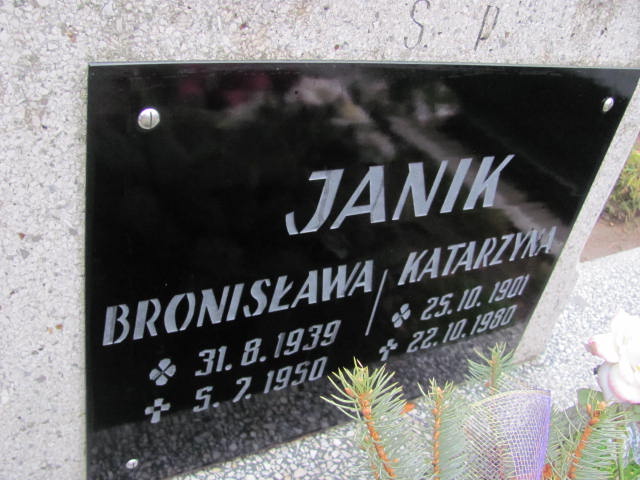 S P
JANIK
BRONISŁAWA / KATARZYNA
31.8.1939 25.10.1901
5.7.1950 22.10.1980